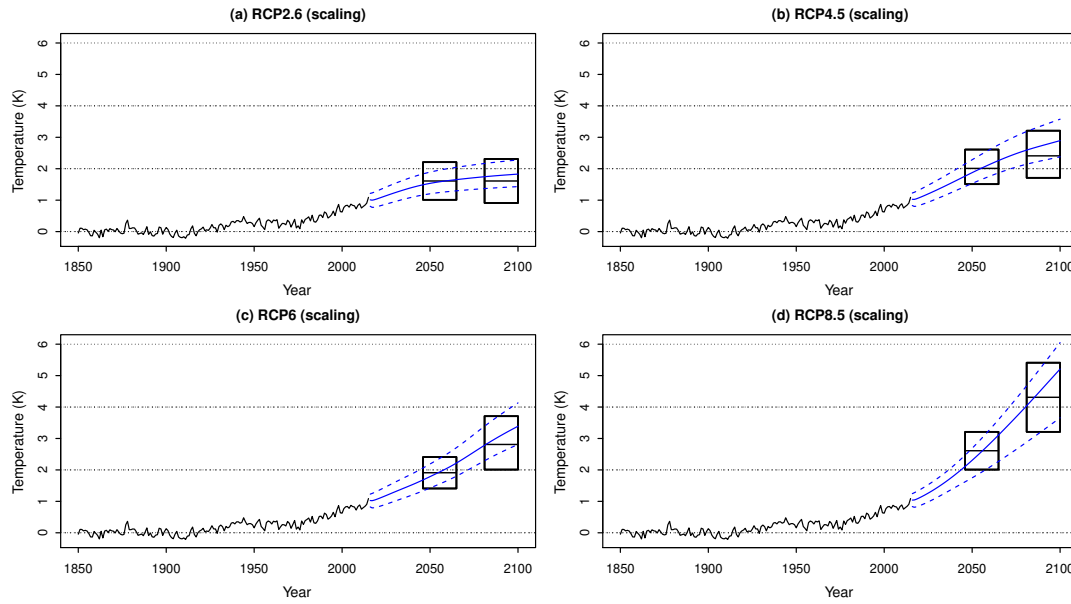 (a) RCP2.6 (scaling)
Temperature (K)
0 1 2 3 4 5 6
1850 1900 1950 2000 2050 2100
Year
(b) RCP4.5 (scaling)
Temperature (K)
0 1 2 3 4 5 6
1850 1900 1950 2000 2050 2100
Year
(c) RCP6 (scaling)
Temperature (K)
0 1 2 3 4 5 6
1850 1900 1950 2000 2050 2100
Year
(d) RCP8.5 (scaling)
Temperature (K)
0 1 2 3 4 5 6
1850 1900 1950 2000 2050 2100
Year